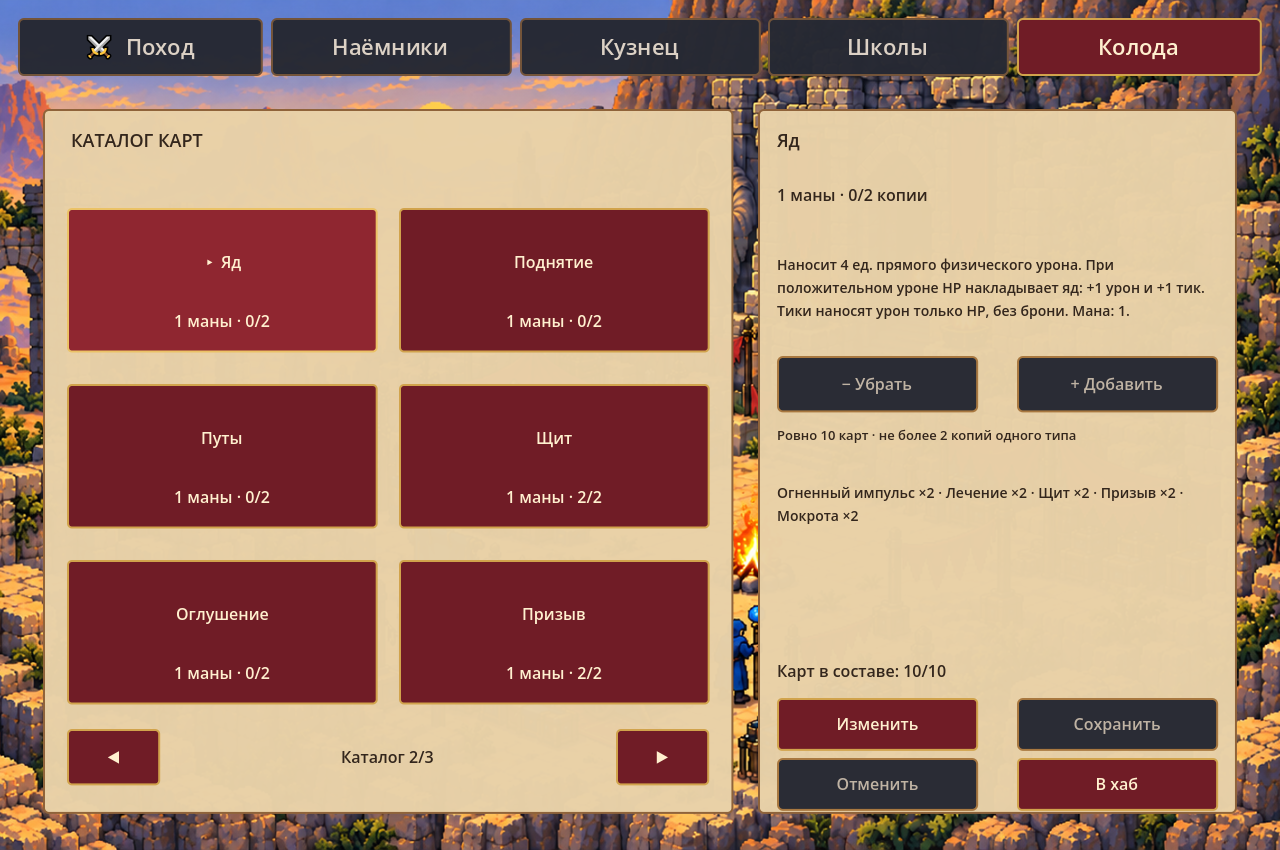 Поход
Наёмники
Кузнец
Школы
Колода
КАТАЛОГ КАРТ
‣ Яд
1 маны · 0/2
Поднятие
1 маны · 0/2
Путы
1 маны · 0/2
Щит
1 маны · 2/2
Оглушение
1 маны · 0/2
Призыв
1 маны · 2/2
◀
Каталог 2/3
▶
Яд
1 маны · 0/2 копии
Наносит 4 ед. прямого физического урона. При
положительном уроне HP накладывает яд: +1 урон и +1 тик.
Тики наносят урон только HP, без брони. Мана: 1.
− Убрать
+ Добавить
Ровно 10 карт · не более 2 копий одного типа
Огненный импульс ×2 · Лечение ×2 · Щит ×2 · Призыв ×2 ·
Мокрота ×2
Карт в составе: 10/10
Изменить
Сохранить
Отменить
В хаб